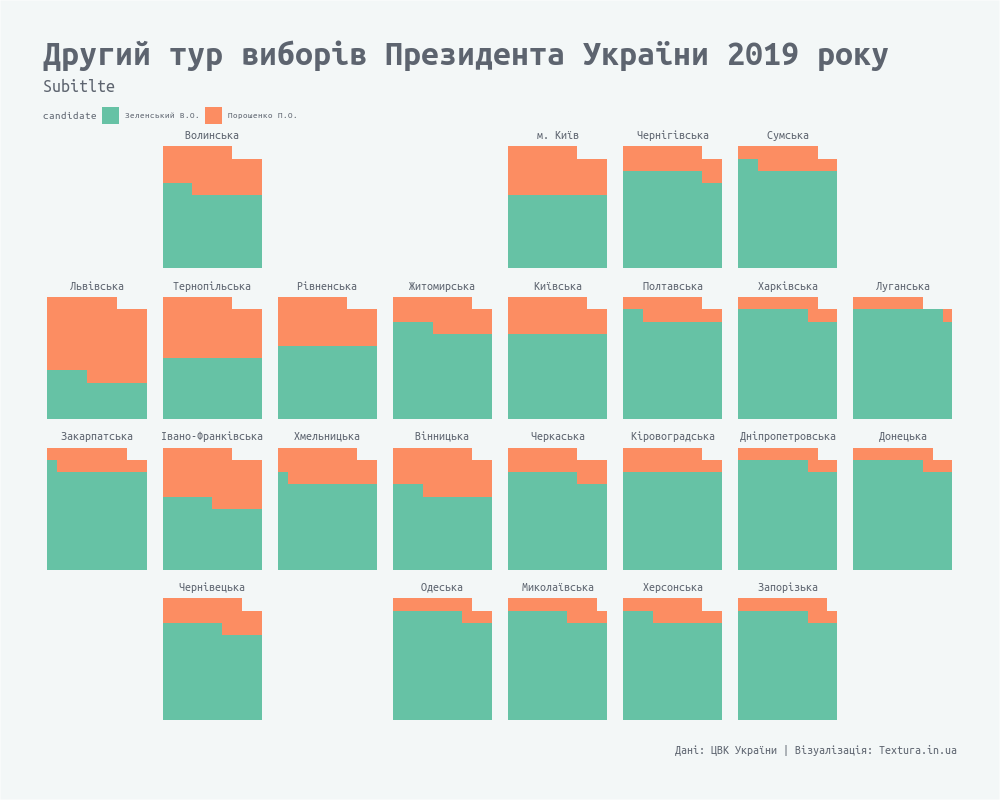 Другий тур виборів Президента України 2019 року
Subitlte
candidate Зеленський В.О. Порошенко П.О.
Волинська м. Київ Чернігівська Сумська
Львівська Тернопільська Рівненська Житомирська Київська Полтавська Харківська Луганська
Закарпатська Івано-Франківська Хмельницька Вінницька Черкаська Кіровоградська Дніпропетровська Донецька
Чернівецька Одеська Миколаївська Херсонська Запорізька
Дані: ЦВК України | Візуалізація: Textura.in.ua